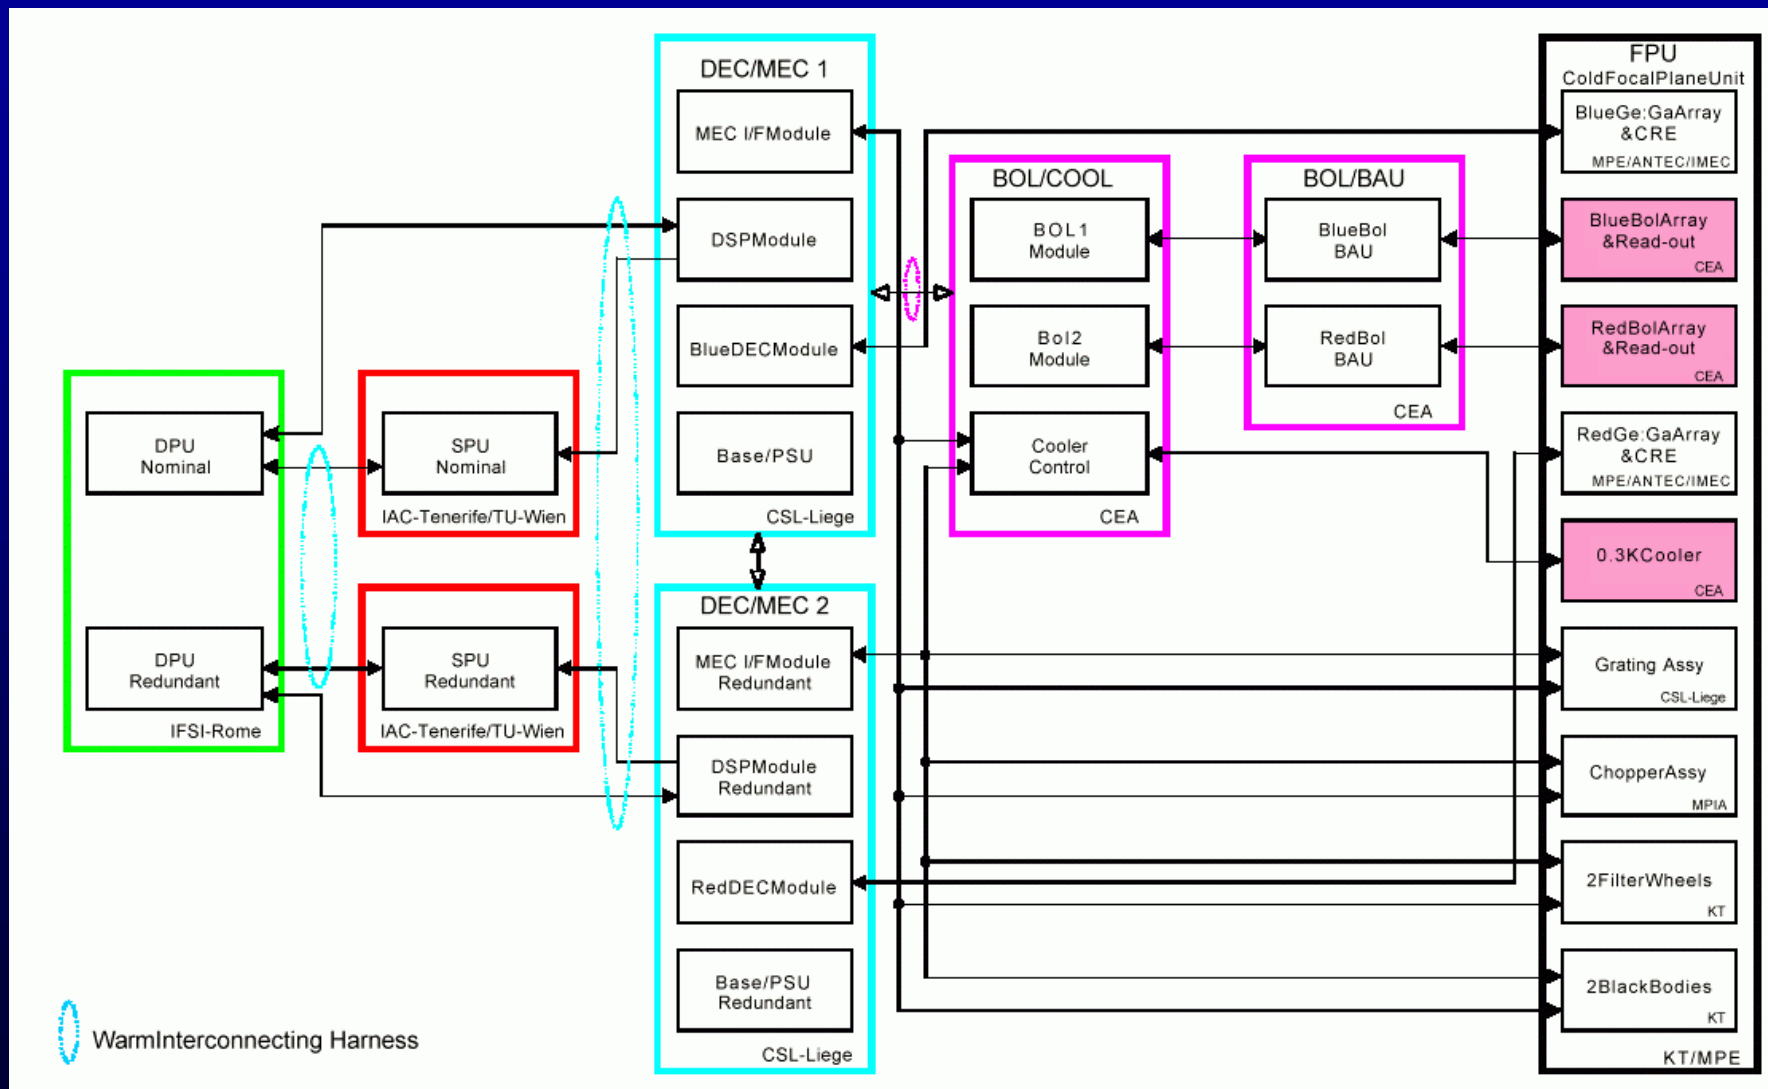 DEC/MEC 1
MEC I/FModule
DSPModule
BlueDECModule
Base/PSU
CSL-Liege
DPU
Nominal
DPU
Redundant
IFSI-Rome
SPU
Nominal
IAC-Tenerife/TU-Wien
SPU
Redundant
IAC-Tenerife/TU-Wien
DEC/MEC 2
MEC I/FModule
Redundant
DSPModule
Redundant
RedDECModule
Base/PSU
Redundant
CSL-Liege
BOL/COOL
BOL1
Module
Bol2
Module
Cooler
Control
CEA
BOL/BAU
BlueBol
BAU
RedBol
BAU
CEA
FPU
ColdFocalPlaneUnit
BlueGe:GaArray
&CRE
MPE/ANTEC/IMEC
BlueBolArray
&Read-out
CEA
RedBolArray
&Read-out
CEA
RedGe:GaArray
&CRE
MPE/ANTEC/IMEC
0.3KCooler
CEA
Grating Assy
CSL-Liege
ChopperAssy
MPIA
2FilterWheels
KT
2BlackBodies
KT
KT/MPE
WarmInterconnecting Harness